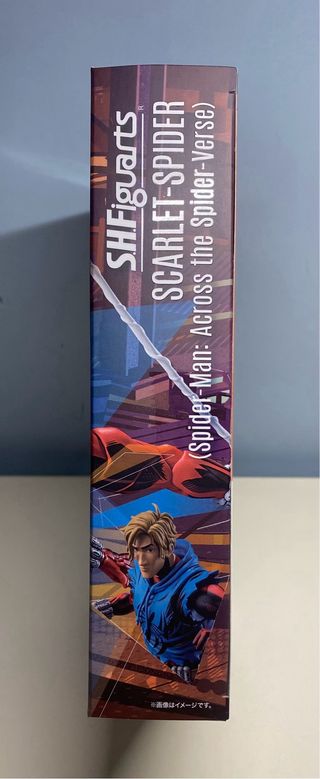 S.H.Figuarts®
SCARLET-SPIDER
(Spider-Man: Across the Spider-Verse)
※画像はイメージです。